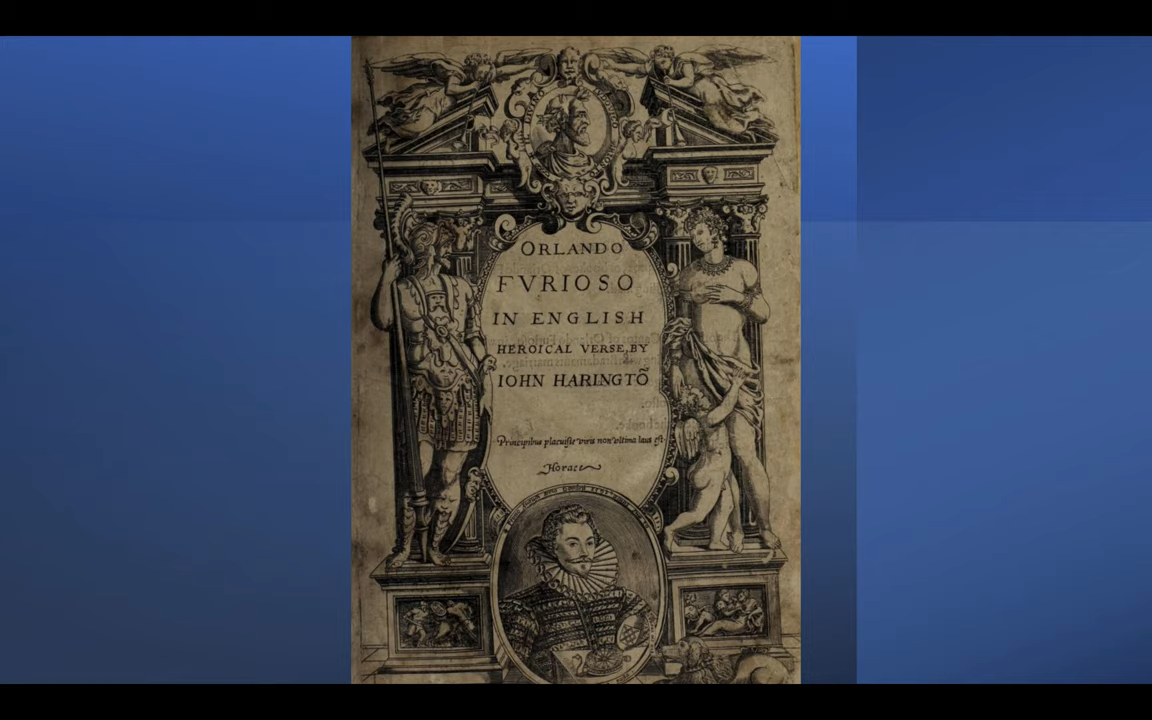 ORLANDO
FVRIOSO
IN ENGLISH
HEROICAL VERSE, BY
IOHN HARINGTÕ
Principibus placuisse viris non vltima laus est.
Horace